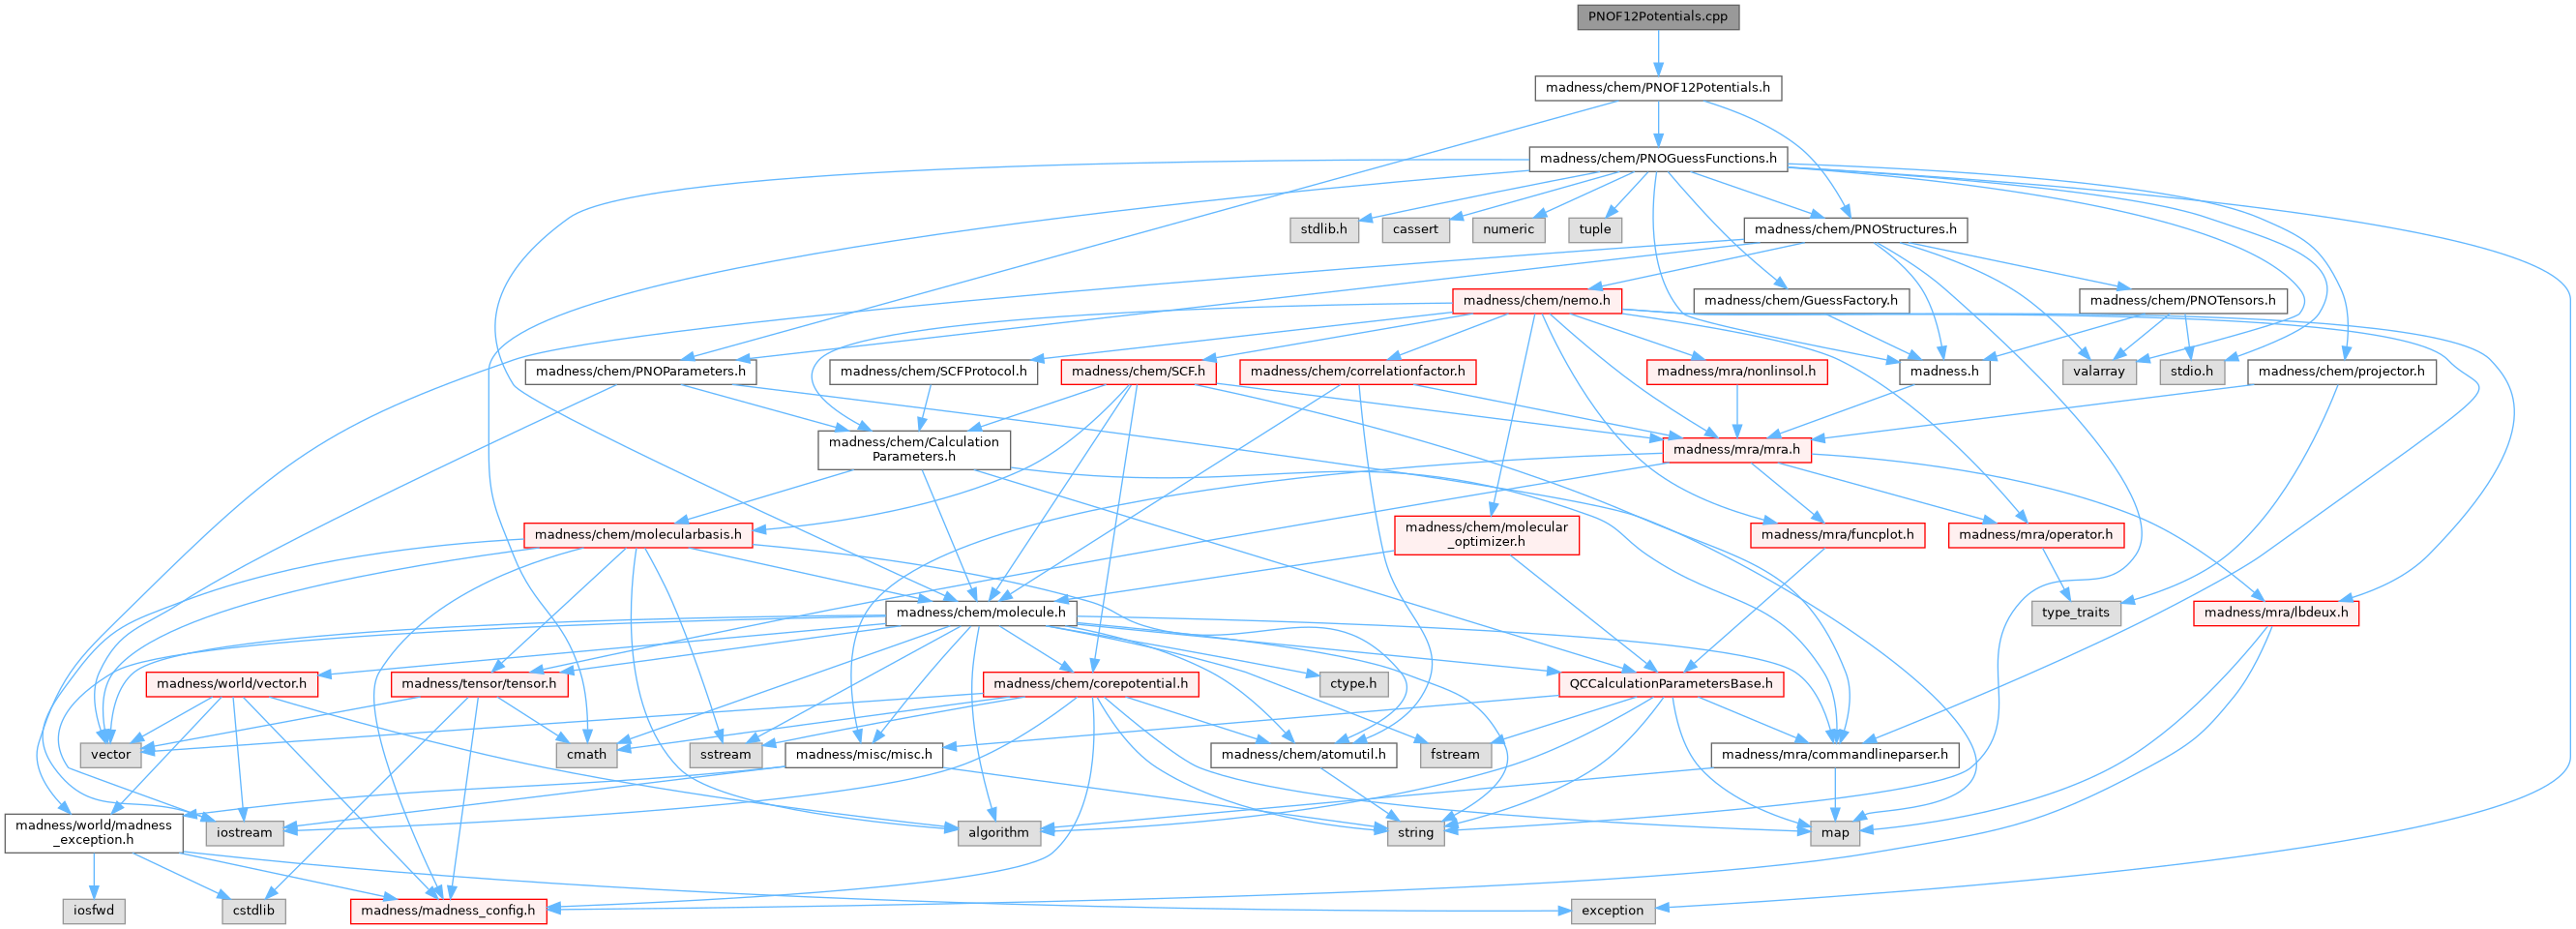 PNOF12Potentials.cpp
madness/chem/PNOF12Potentials.h
madness/chem/PNOGuessFunctions.h
stdlib.h
cassert
numeric
tuple
madness/chem/PNOStructures.h
madness/chem/nemo.h
madness/chem/GuessFactory.h
madness/chem/PNOTensors.h
madness/chem/PNOParameters.h
madness/chem/SCFProtocol.h
madness/chem/SCF.h
madness/chem/correlationfactor.h
madness/mra/nonlinsol.h
madness.h
valarray
stdio.h
madness/chem/projector.h
madness/chem/Calculation
Parameters.h
madness/mra/mra.h
madness/chem/molecularbasis.h
madness/chem/molecular
_optimizer.h
madness/mra/funcplot.h
madness/mra/operator.h
madness/chem/molecule.h
type_traits
madness/mra/lbdeux.h
madness/world/vector.h
madness/tensor/tensor.h
madness/chem/corepotential.h
ctype.h
QCCalculationParametersBase.h
vector
cmath
sstream
madness/misc/misc.h
madness/chem/atomutil.h
fstream
madness/mra/commandlineparser.h
madness/world/madness
_exception.h
iostream
algorithm
string
map
iosfwd
cstdlib
madness/madness_config.h
exception